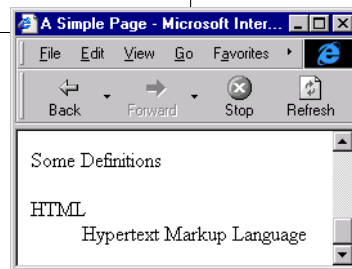 A Simple Page - Microsoft Inter...
File Edit View Go Favorites
Back Forward Stop Refresh
Some Definitions
HTML
Hypertext Markup Language